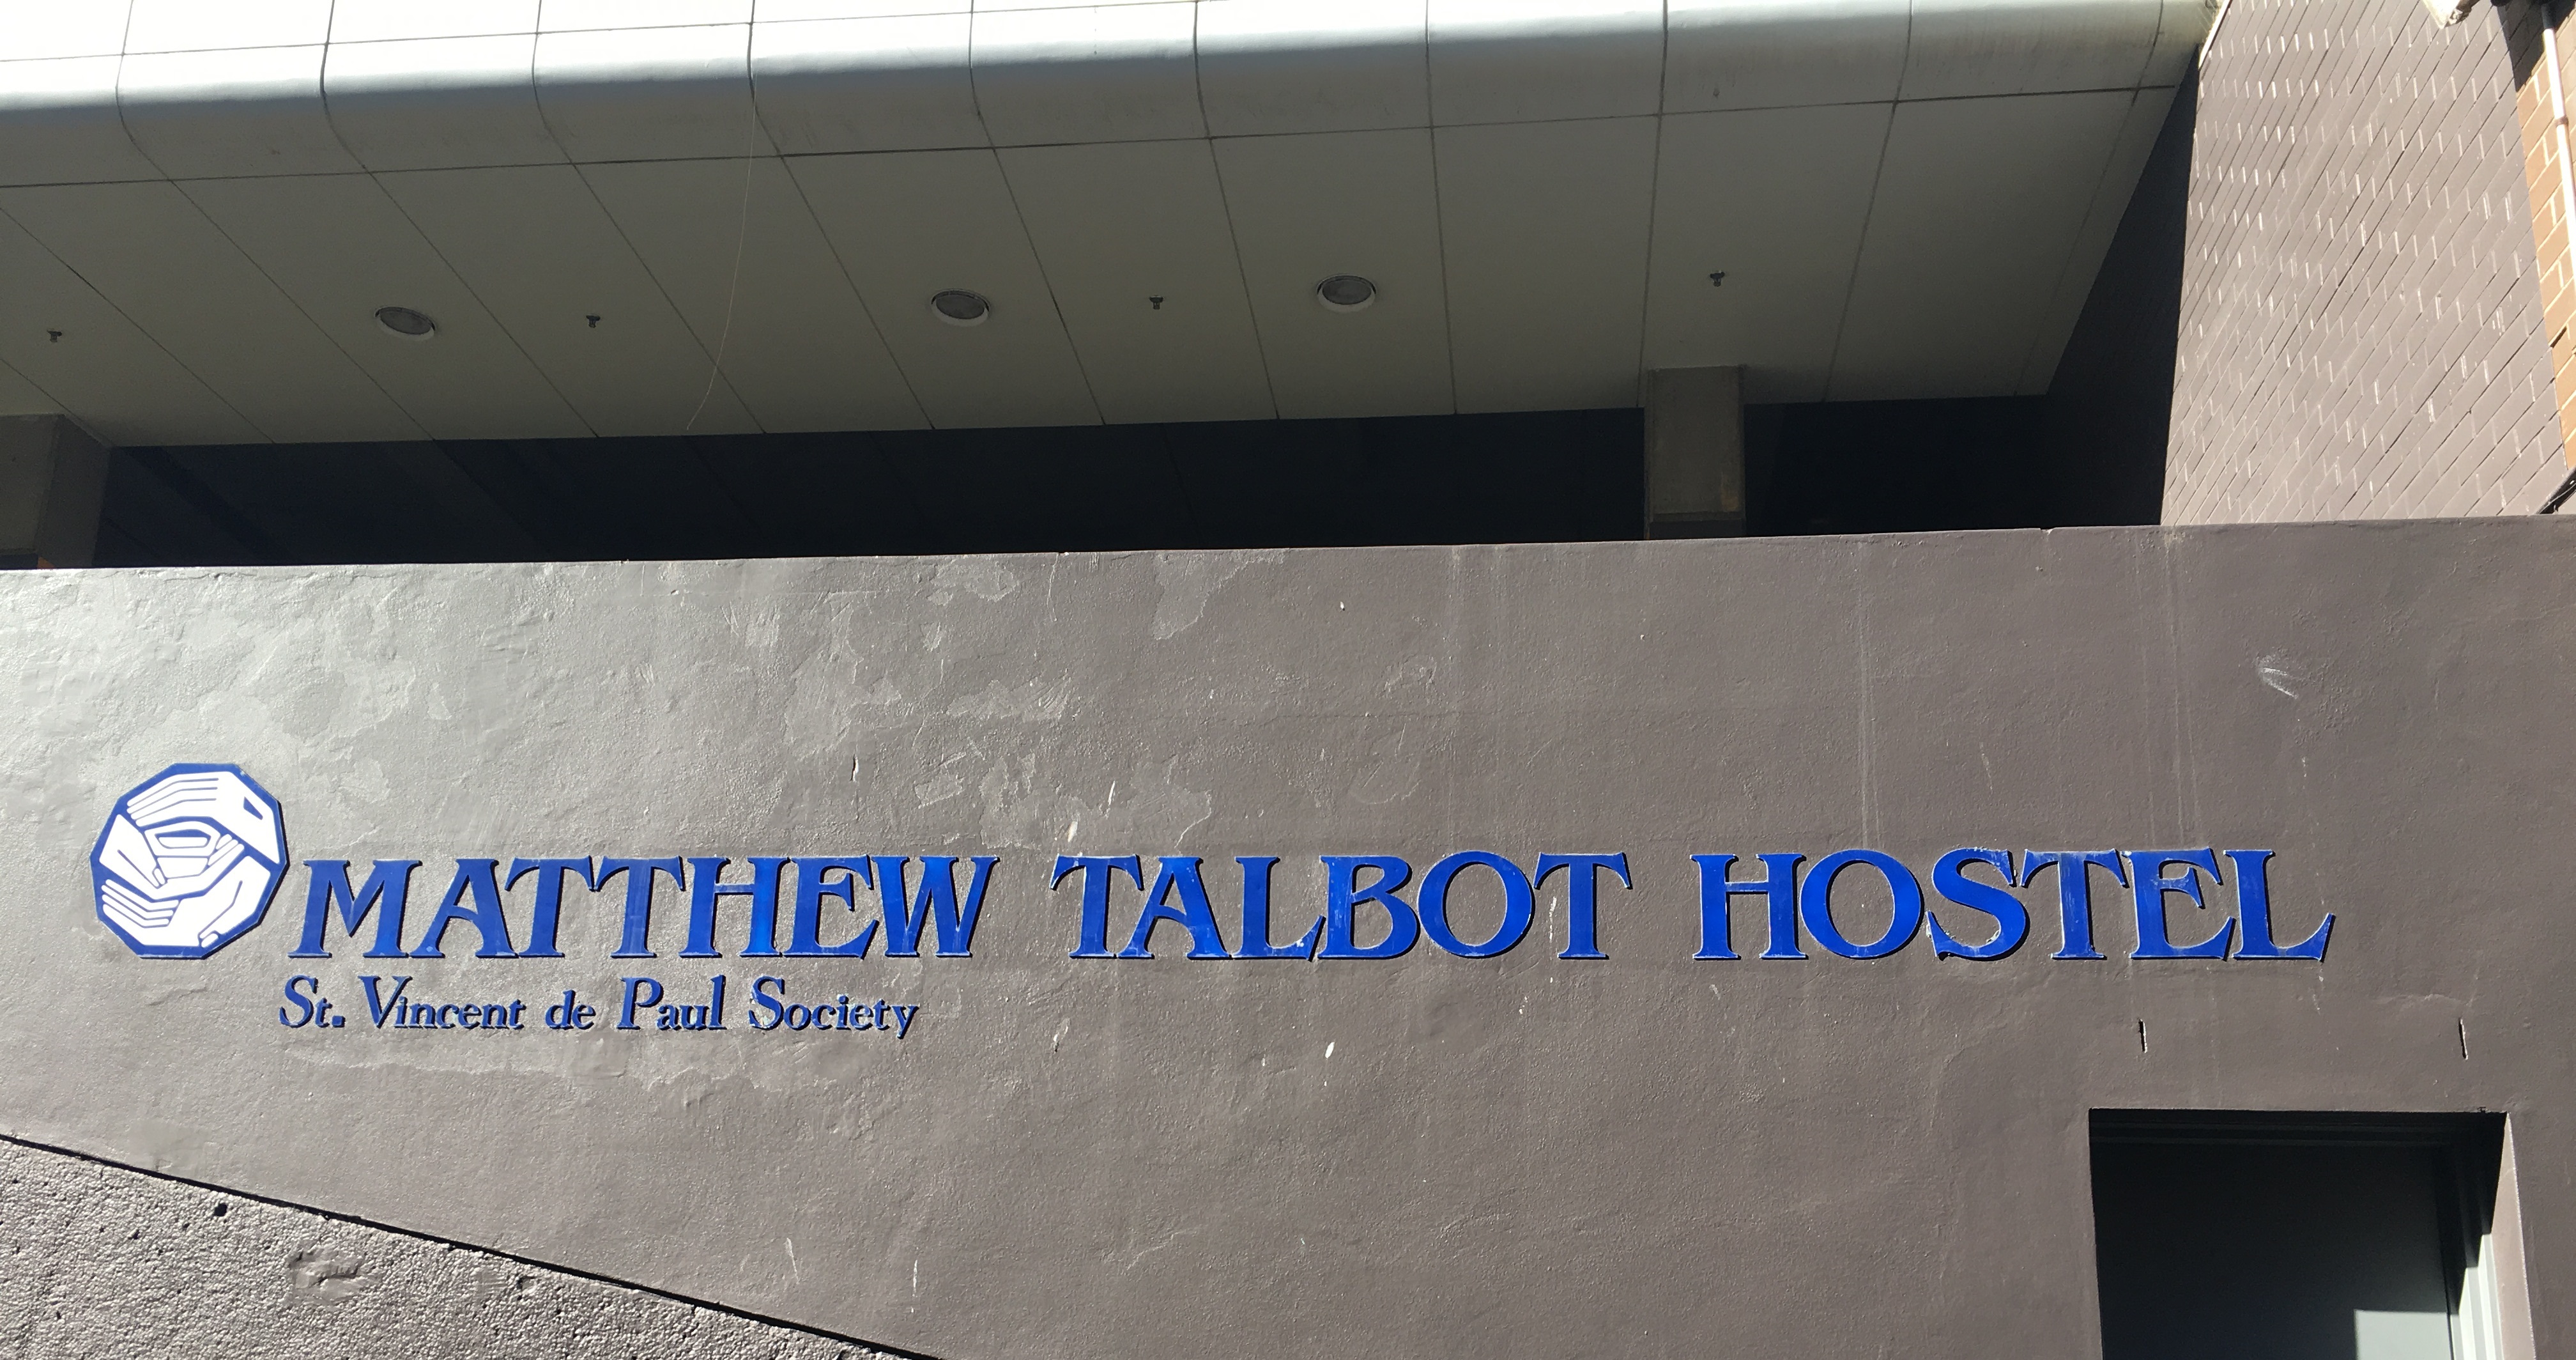 MATTHEW TALBOT HOSTEL
St. Vincent de Paul Society